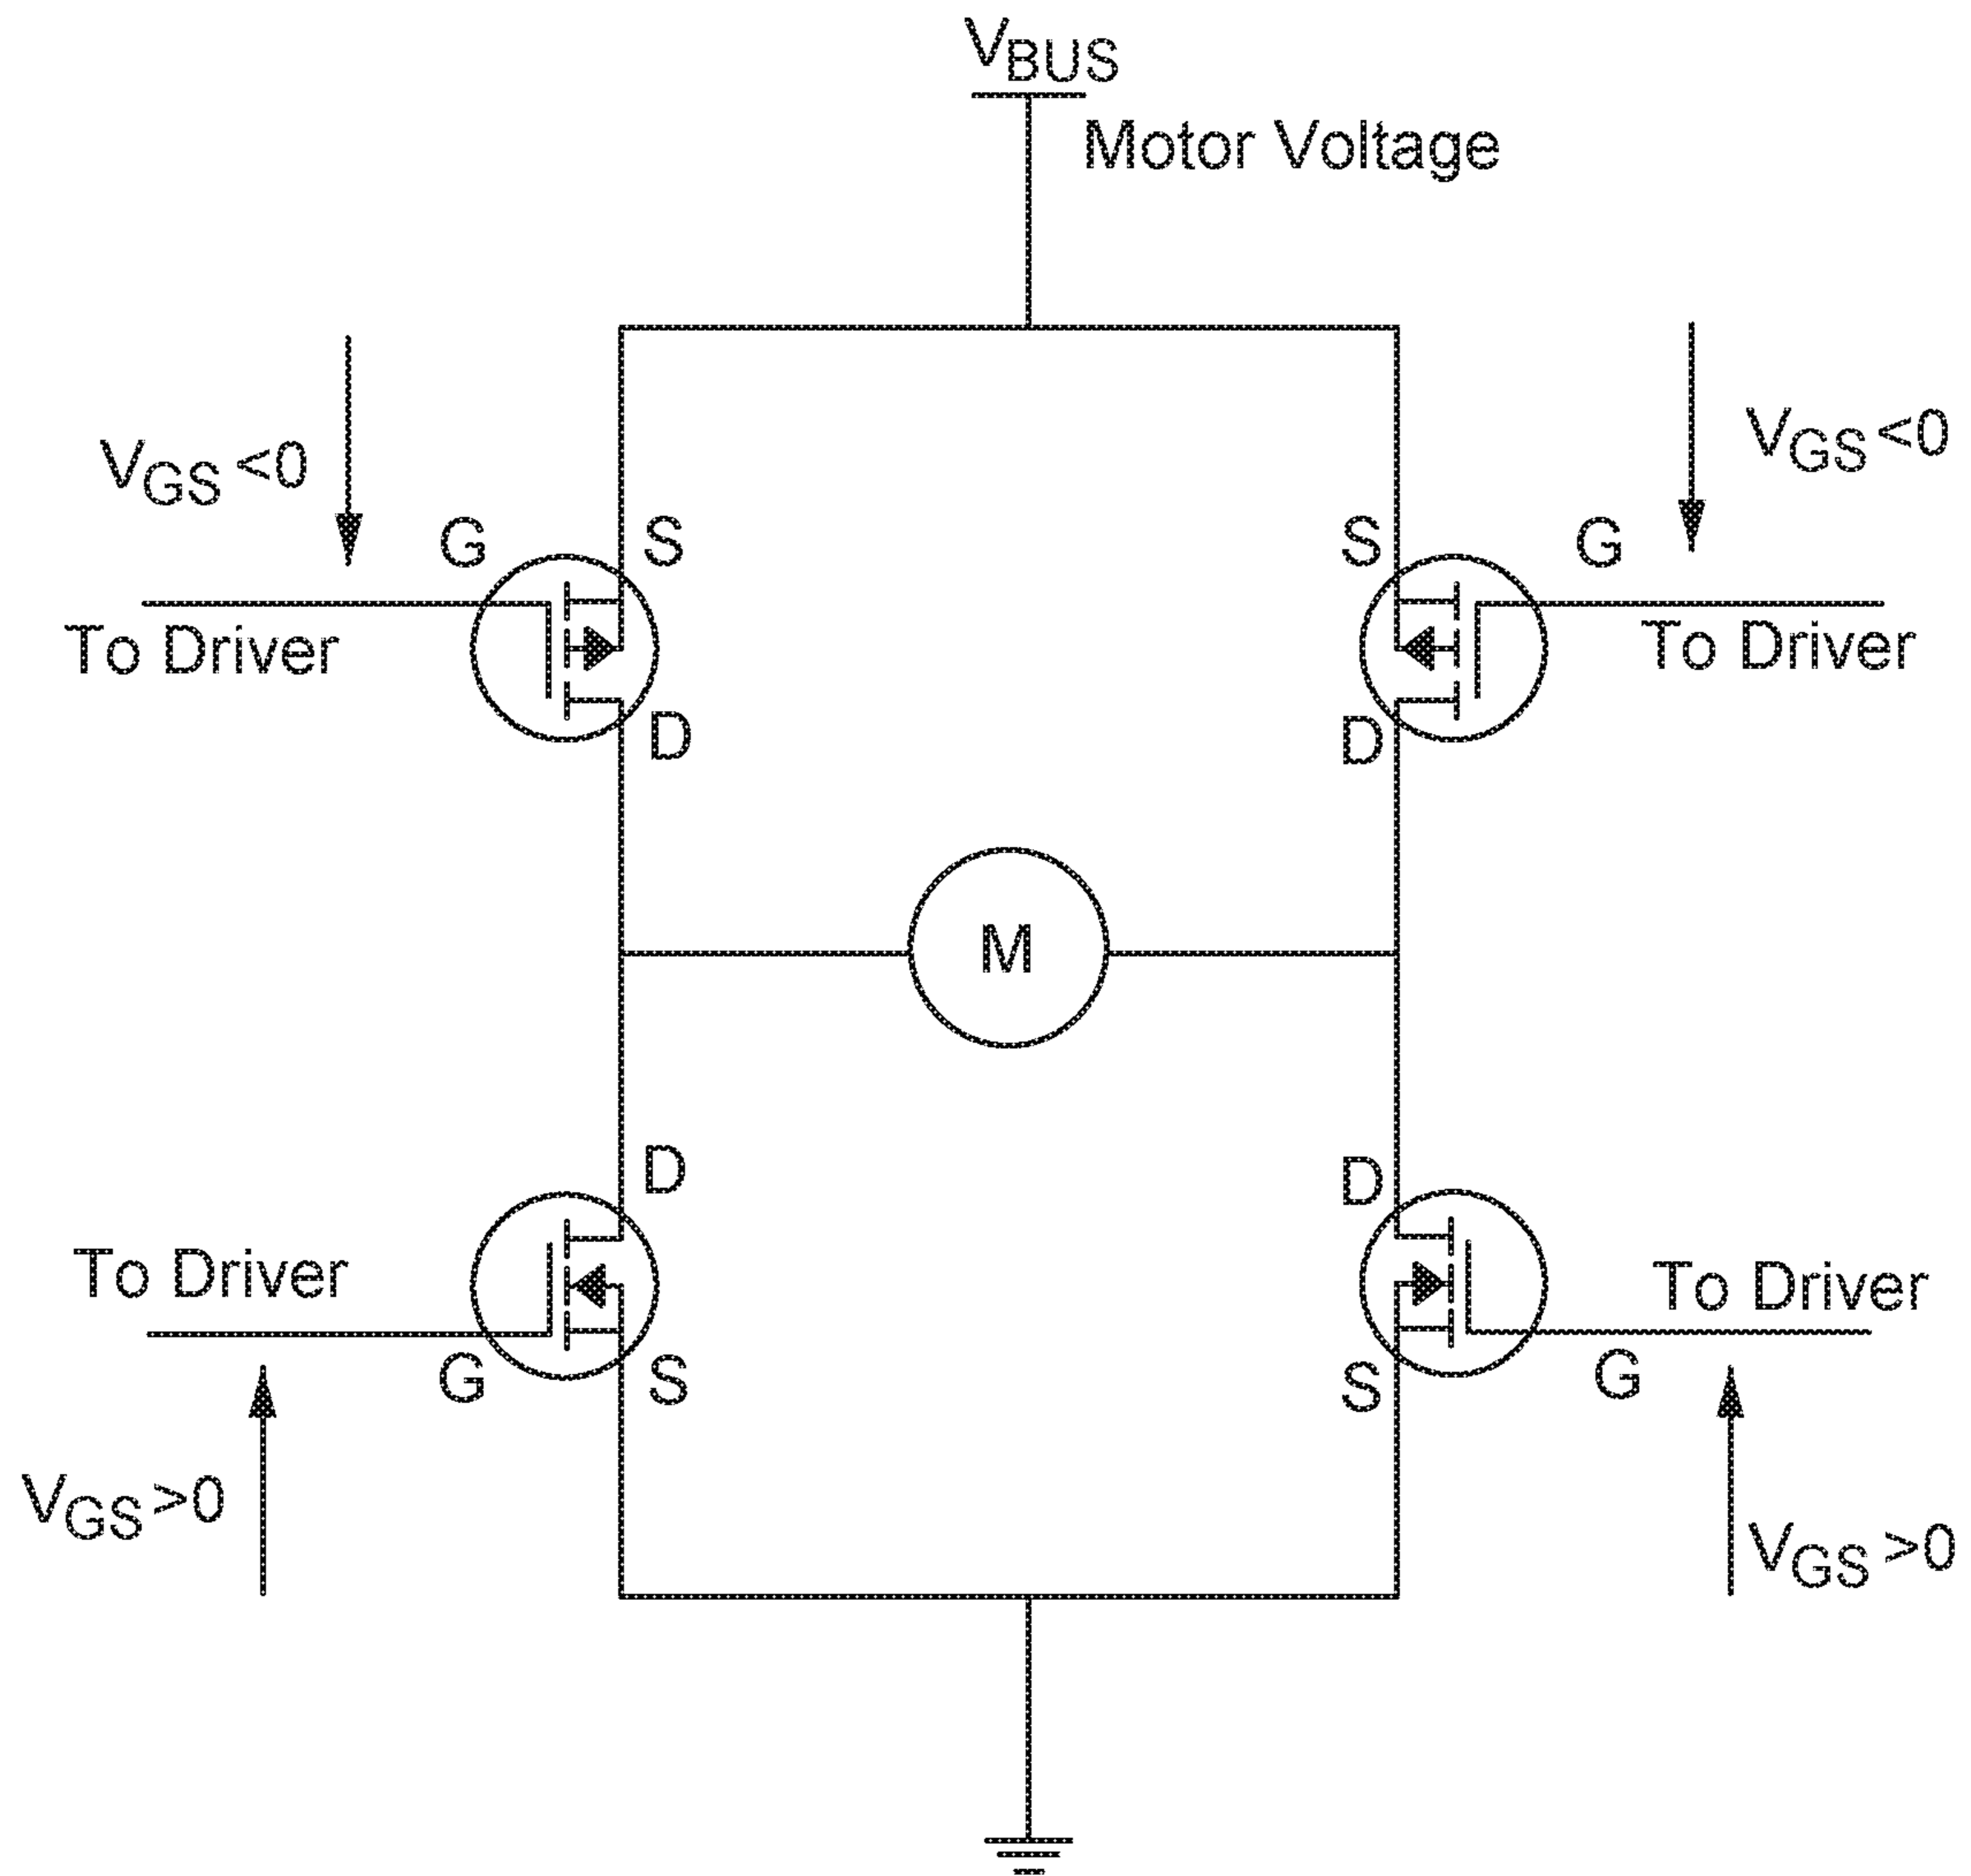 VBUS
Motor Voltage
VGS<0
VGS<0
G
S
S
G
To Driver
To Driver
D
D
M
D
D
To Driver
To Driver
G
S
S
G
VGS>0
VGS>0